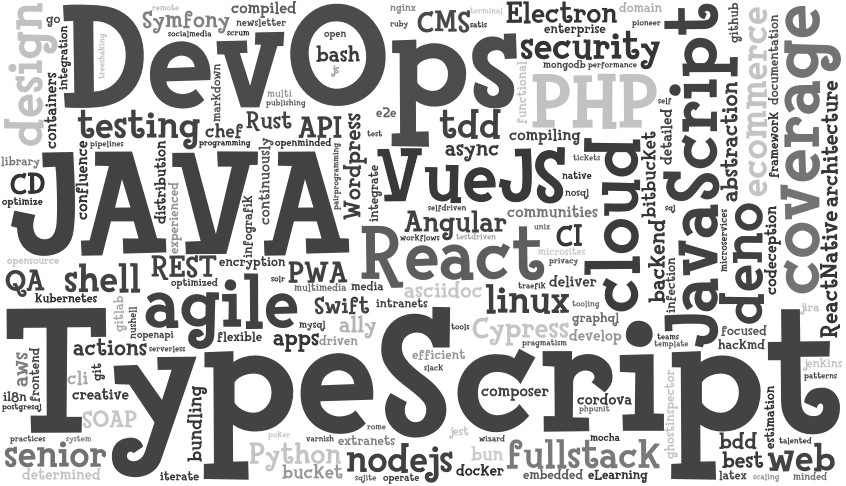 go
design
integration
containers
DevOps
remote
Symfony
socialmedia
scrum
treeshaking
compiled
newsletter
open
bash
js
nginx
ruby
CMS
satis
terminal
Electron
enterprise
security
mongodb
performance
domain
pioneer
github
JavaScript
ecommerce
documentation
framework
coverage
markdown
multi
publishing
functional
PHP
self
detailed
abstraction
architecture
testing
pipelines
chef
programming
Rust
API
openminded
e2e
test
tdd
compiling
async
tickets
library
CD
optimize
confluence
JAVA
distribution
experienced
continuously
infografik
pairprogramming
Wordpress
integrate
VueJS
native
nosql
selfdriven
communities
cloud
bitbucket
sql
backend
microservices
deno
codeception
ReactNative
Angular
workflows
testdriven
unix
CI
microsites
privacy
opensource
QA
shell
Kubernetes
REST
optimized
encryption
solr
PWA
multimedia
media
React
asciidoc
traefik
deliver
infection
agile
gitlab
nushell
openapi
Swift
intranets
linux
tooling
graphql
jira
TypeScript
actions
serverless
flexible
mysql
apps
ally
driven
tools
Cypress
pragmatism
develop
teams
template
focused
hackMd
aws
frontend
i18n
postgresql
cli
git
creative
SOAP
efficient
slack
composer
cordova
phpunit
ghostinspector
jenkins
patterns
estimation
practices
system
senior
determined
bundling
iterate
poker
Python
bucket
varnish
rome
extranets
sqlite
nodejs
operate
jest
wizard
bun
docker
mocha
fullstack
embedded
eLearning
bdd
best
latex
talented
web
scaling
minded